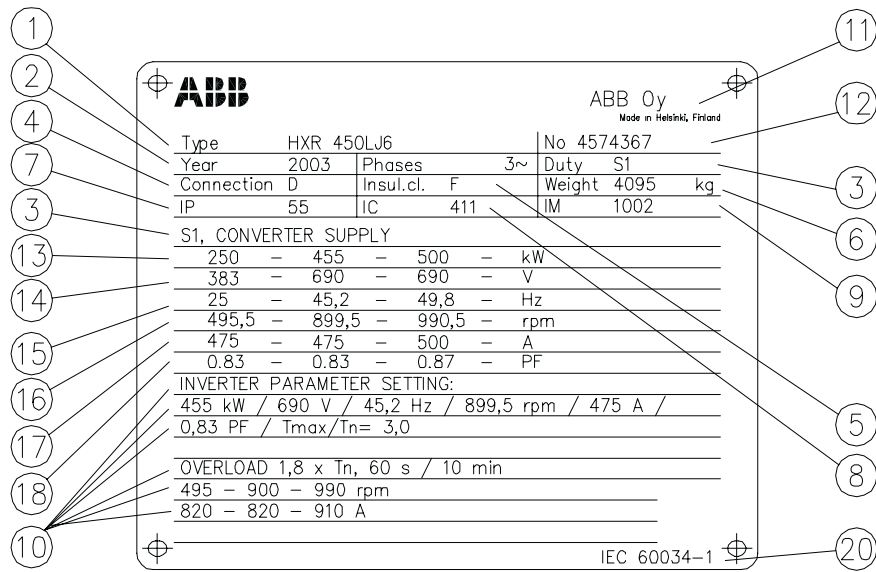 1
11
2
ABB
ABB Oy
Made in Helsinki, Finland
4
12
Type HXR 450LJ6 No 4574367
7
Year 2003 Phases 3~ Duty S1
3
Connection D Insul.cl. F Weight 4095 kg
3
IP 55 IC 411 IM 1002
6
S1, CONVERTER SUPPLY
13
250 – 455 – 500 – kW
9
383 – 690 – 690 – V
14
25 – 45,2 – 49,8 – Hz
495,5 – 899,5 – 990,5 – rpm
15
475 – 475 – 500 – A
0.83 – 0.83 – 0.87 – PF
16
INVERTER PARAMETER SETTING:
455 kW / 690 V / 45,2 Hz / 899,5 rpm / 475 A /
5
0,83 PF / Tmax/Tn= 3,0
17
OVERLOAD 1,8 x Tn, 60 s / 10 min
8
18
495 – 900 – 990 rpm
820 – 820 – 910 A
10
20
IEC 60034-1